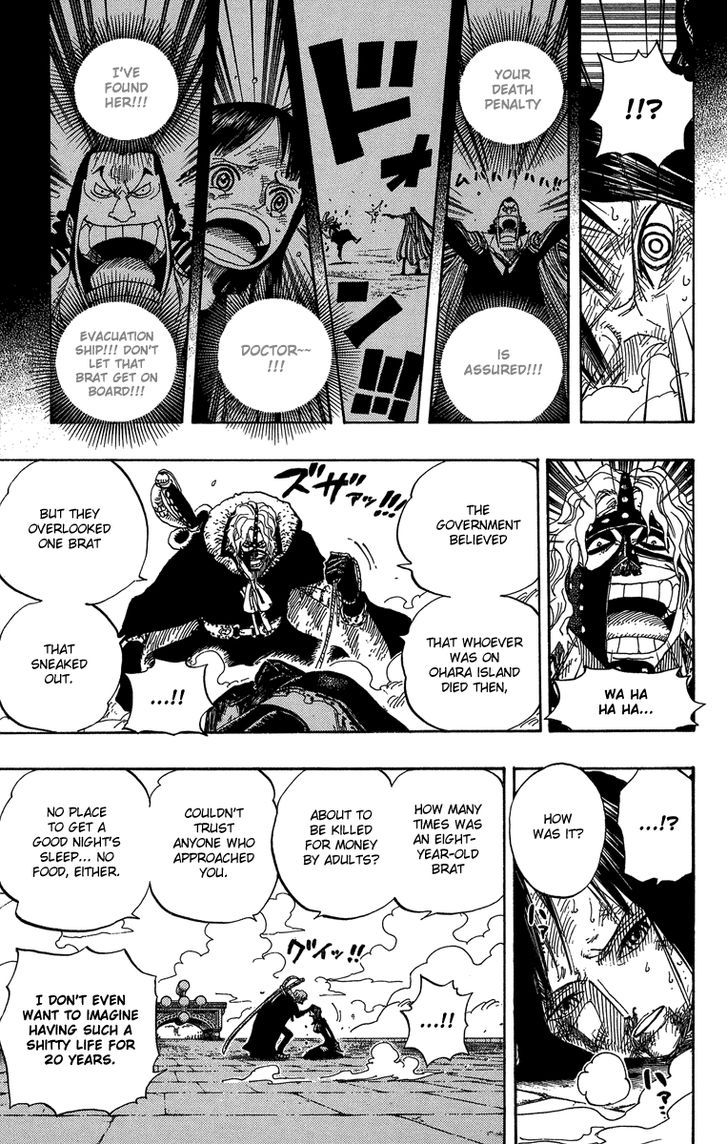 !!?
YOUR
DEATH
PENALTY
IS
ASSURED!!!
ドドン!!!
DOCTOR~~
!!!
I'VE
FOUND
HER!!!
EVACUATION
SHIP!!! DON'T
LET THAT
BRAT GET ON
BOARD!!!
WA HA
HA HA...
THE
GOVERNMENT
BELIEVED
THAT WHOEVER
WAS ON
OHARA ISLAND
DIED THEN,
ズザァッ!!!
BUT THEY
OVERLOOKED
ONE BRAT
THAT
SNEAKED
OUT.
...!!
...!?
HOW
WAS IT?
ハァ…
HOW MANY
TIMES WAS
AN EIGHT-
YEAR-OLD
BRAT
ABOUT TO
BE KILLED
FOR MONEY
BY ADULTS?
COULDN'T
TRUST
ANYONE WHO
APPROACHED
YOU.
NO PLACE
TO GET A
GOOD NIGHT'S
SLEEP... NO
FOOD, EITHER.
グイッ!!
...!!
I DON'T EVEN
WANT TO IMAGINE
HAVING SUCH A
SHITTY LIFE FOR
20 YEARS.